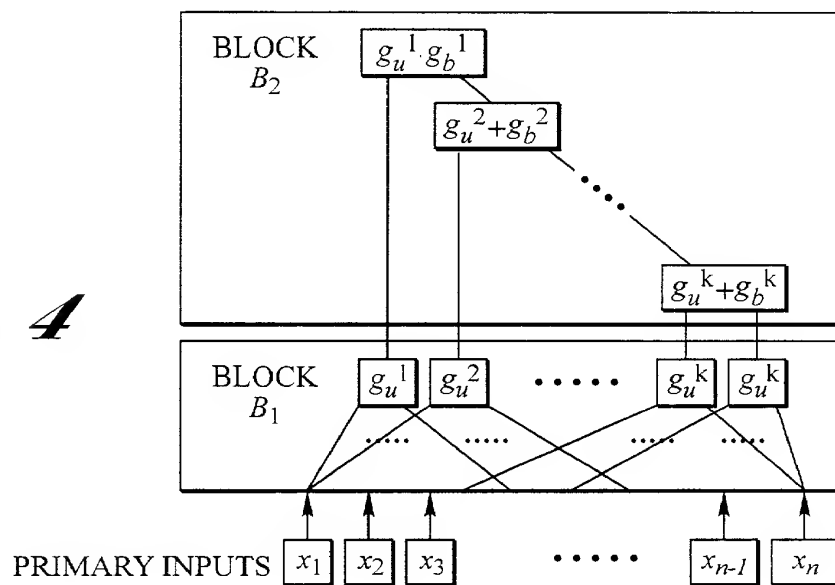 BLOCK
B₂
g_u^1·g_b^1
g_u^2+g_b^2
g_u^k+g_b^k
4
BLOCK
B₁
g_u^1 g_u^2 ..... g_u^k g_u^k
PRIMARY INPUTS x₁ x₂ x₃ ..... x_{n-1} x_n